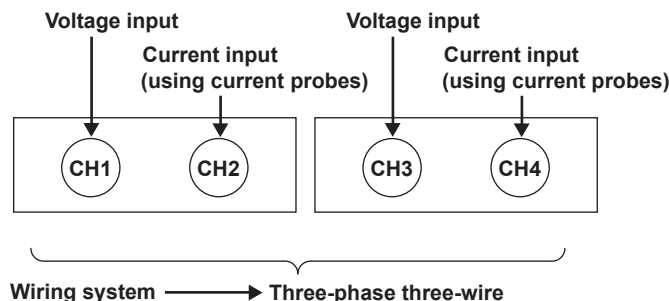 Voltage input
Current input
(using current probes)
Voltage input
Current input
(using current probes)
CH1
CH2
CH3
CH4
Wiring system
Three-phase three-wire